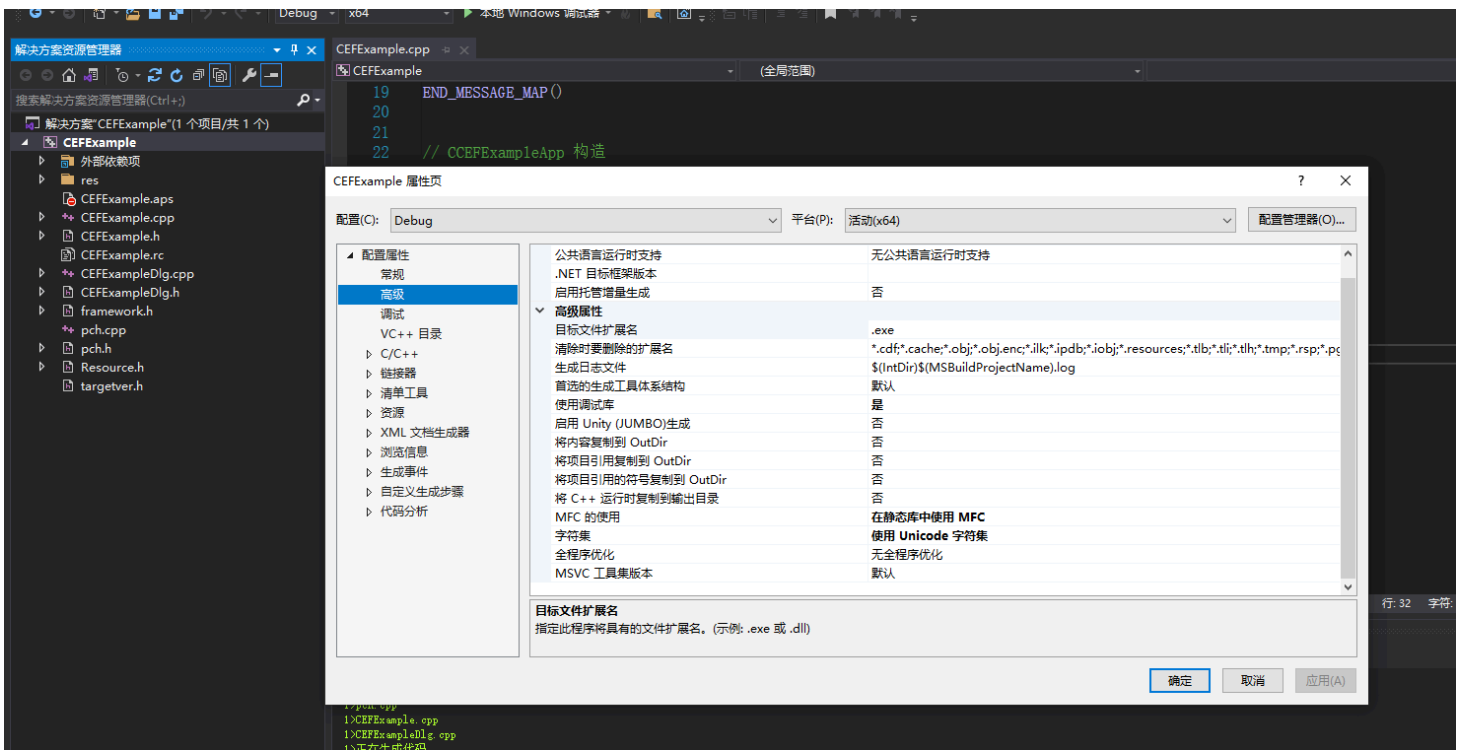 Debug x64 本地 Windows 调试器
解决方案资源管理器
搜索解决方案资源管理器(Ctrl+;)
解决方案"CEFExample"(1 个项目/共 1 个)
CEFExample
外部依赖项
res
CEFExample.aps
CEFExample.cpp
CEFExample.h
CEFExample.rc
CEFExampleDlg.cpp
CEFExampleDlg.h
framework.h
pch.cpp
pch.h
Resource.h
targetver.h
CEFExample.cpp
CEFExample (全局范围)
19 END_MESSAGE_MAP()
20
21
22 // CCEFExampleApp 构造
CEFExample 属性页 ?
配置(C): Debug 平台(P): 活动(x64) 配置管理器(O)...
配置属性
常规
高级
调试
VC++ 目录
C/C++
链接器
清单工具
资源
XML 文档生成器
浏览信息
生成事件
自定义生成步骤
代码分析
公共语言运行时支持 无公共语言运行时支持
.NET 目标框架版本
启用托管增量生成 否
高级属性
目标文件扩展名 .exe
清除时要删除的扩展名 *.cdf;*.cache;*.obj;*.obj.enc;*.ilk;*.ipdb;*.iobj;*.resources;*.tlb;*.tli;*.tlh;*.tmp;*.rsp;*.pg
生成日志文件 $(IntDir)$(MSBuildProjectName).log
首选的生成工具体系结构 默认
使用调试库 是
启用 Unity (JUMBO)生成 否
将内容复制到 OutDir 否
将项目引用复制到 OutDir 否
将项目引用的符号复制到 OutDir 否
将 C++ 运行时复制到输出目录 否
MFC 的使用 在静态库中使用 MFC
字符集 使用 Unicode 字符集
全程序优化 无全程序优化
MSVC 工具集版本 默认
目标文件扩展名
指定此程序将具有的文件扩展名。(示例: .exe 或 .dll)
确定 取消 应用(A)
行: 32 字符:
1>pch.cpp
1>CEFExample.cpp
1>CEFExampleDlg.cpp
1>正在生成代码